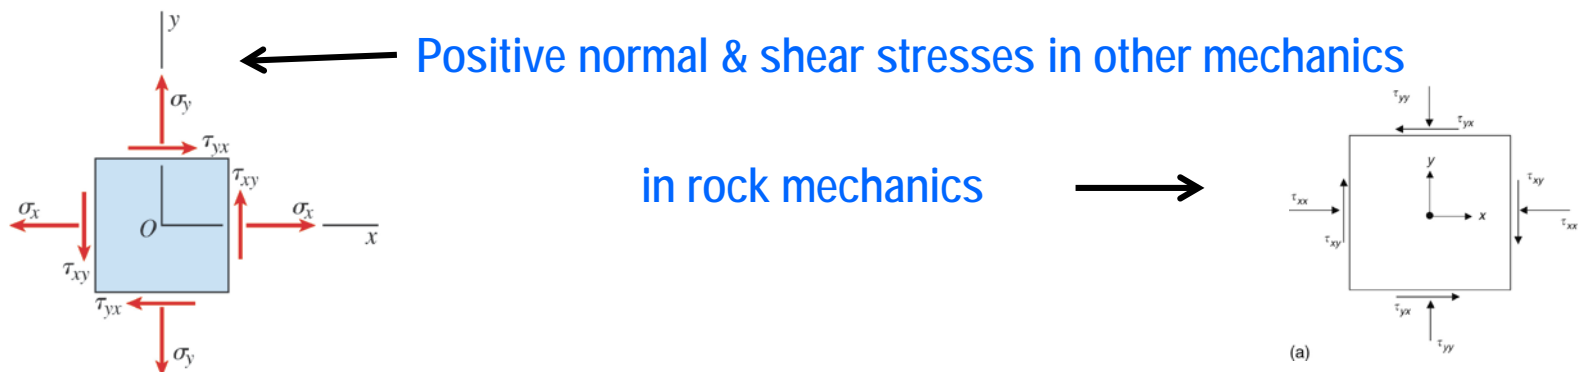 y
Positive normal & shear stresses in other mechanics
σy
τyx
τxy
σx
σx
O
x
τxy
τyx
σy
in rock mechanics
τyy
τyx
y
τxy
τxx
x
τxx
τxy
τyx
τyy
(a)